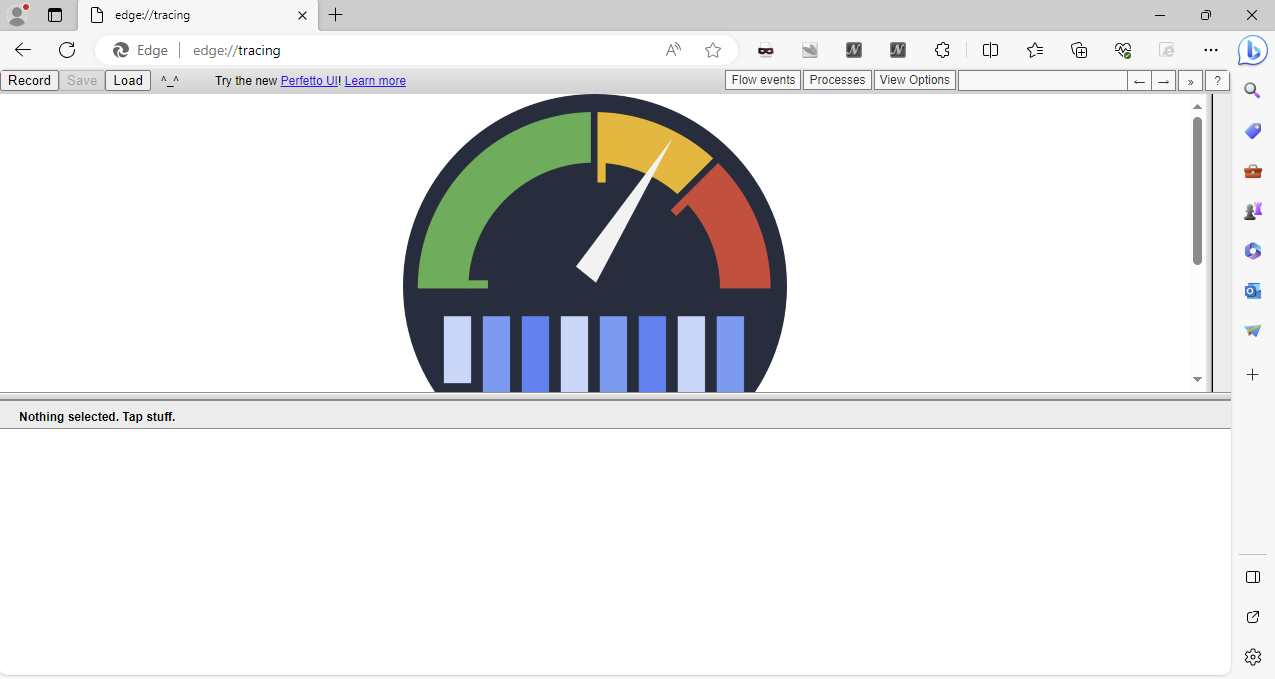 edge://tracing
Edge edge://tracing
Record Save Load ^_^ Try the new Perfetto UI! Learn more Flow events Processes View Options ← → » ?
Nothing selected. Tap stuff.